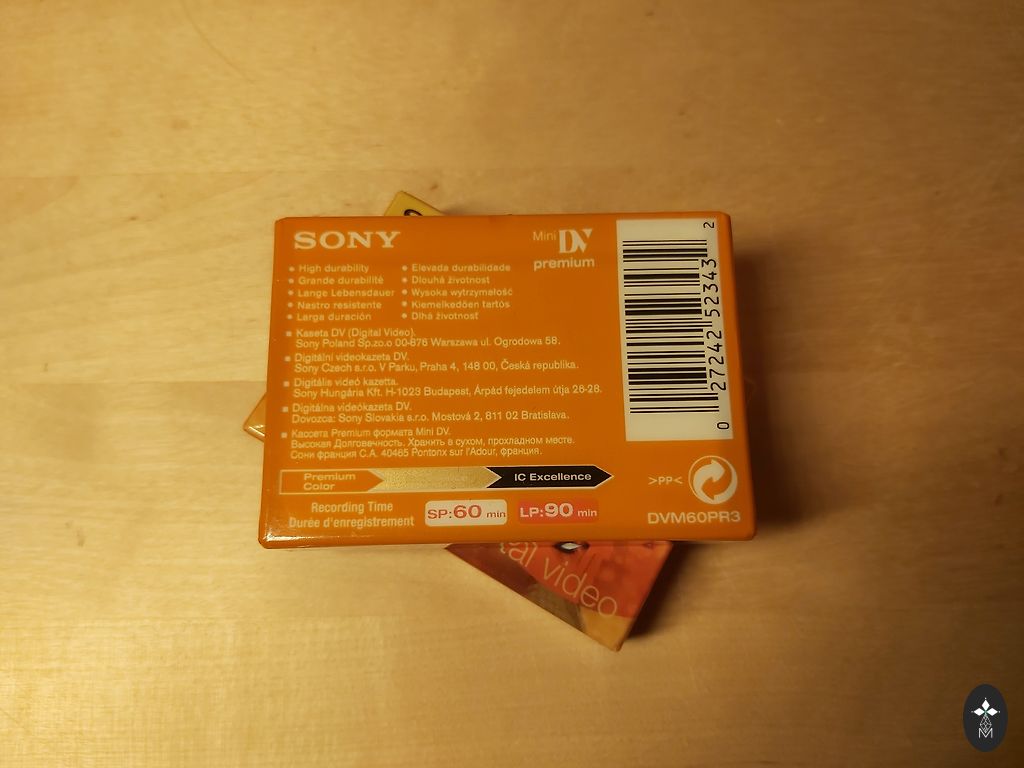 SONY
Mini DV
premium
• High durability
• Grande durabilité
• Lange Lebensdauer
• Nastro resistente
• Larga duración
• Elevada durabilidade
• Dlouhá životnost
• Wysoka wytrzymałość
• Kiemelkedően tartós
• Dlhá životnosť
■ Kaseta DV (Digital Video).
Sony Poland Sp.zo.o 00-876 Warszawa ul. Ogrodowa 58.
■ Digitální videokazeta DV.
Sony Czech s.r.o. V Parku, Praha 4, 148 00, Česká republika.
■ Digitális videó kazetta.
Sony Hungária Kft. H-1023 Budapest, Árpád fejedelem útja 26-28.
■ Digitálna videókazeta DV.
Dovozca: Sony Slovakia s.r.o. Mostová 2, 811 02 Bratislava.
■ Кассета Premium формата Mini DV.
Высокая Долговечность. Хранить в сухом, прохладном месте.
Сони франция С.А. 40465 Pontonx sur l'Adour, франция.
Premium
Color
IC Excellence
Recording Time
Durée d'enregistrement
SP:60 min
LP:90 min
0 27242 52343 2
>PP<
DVM60PR3
tal video
M